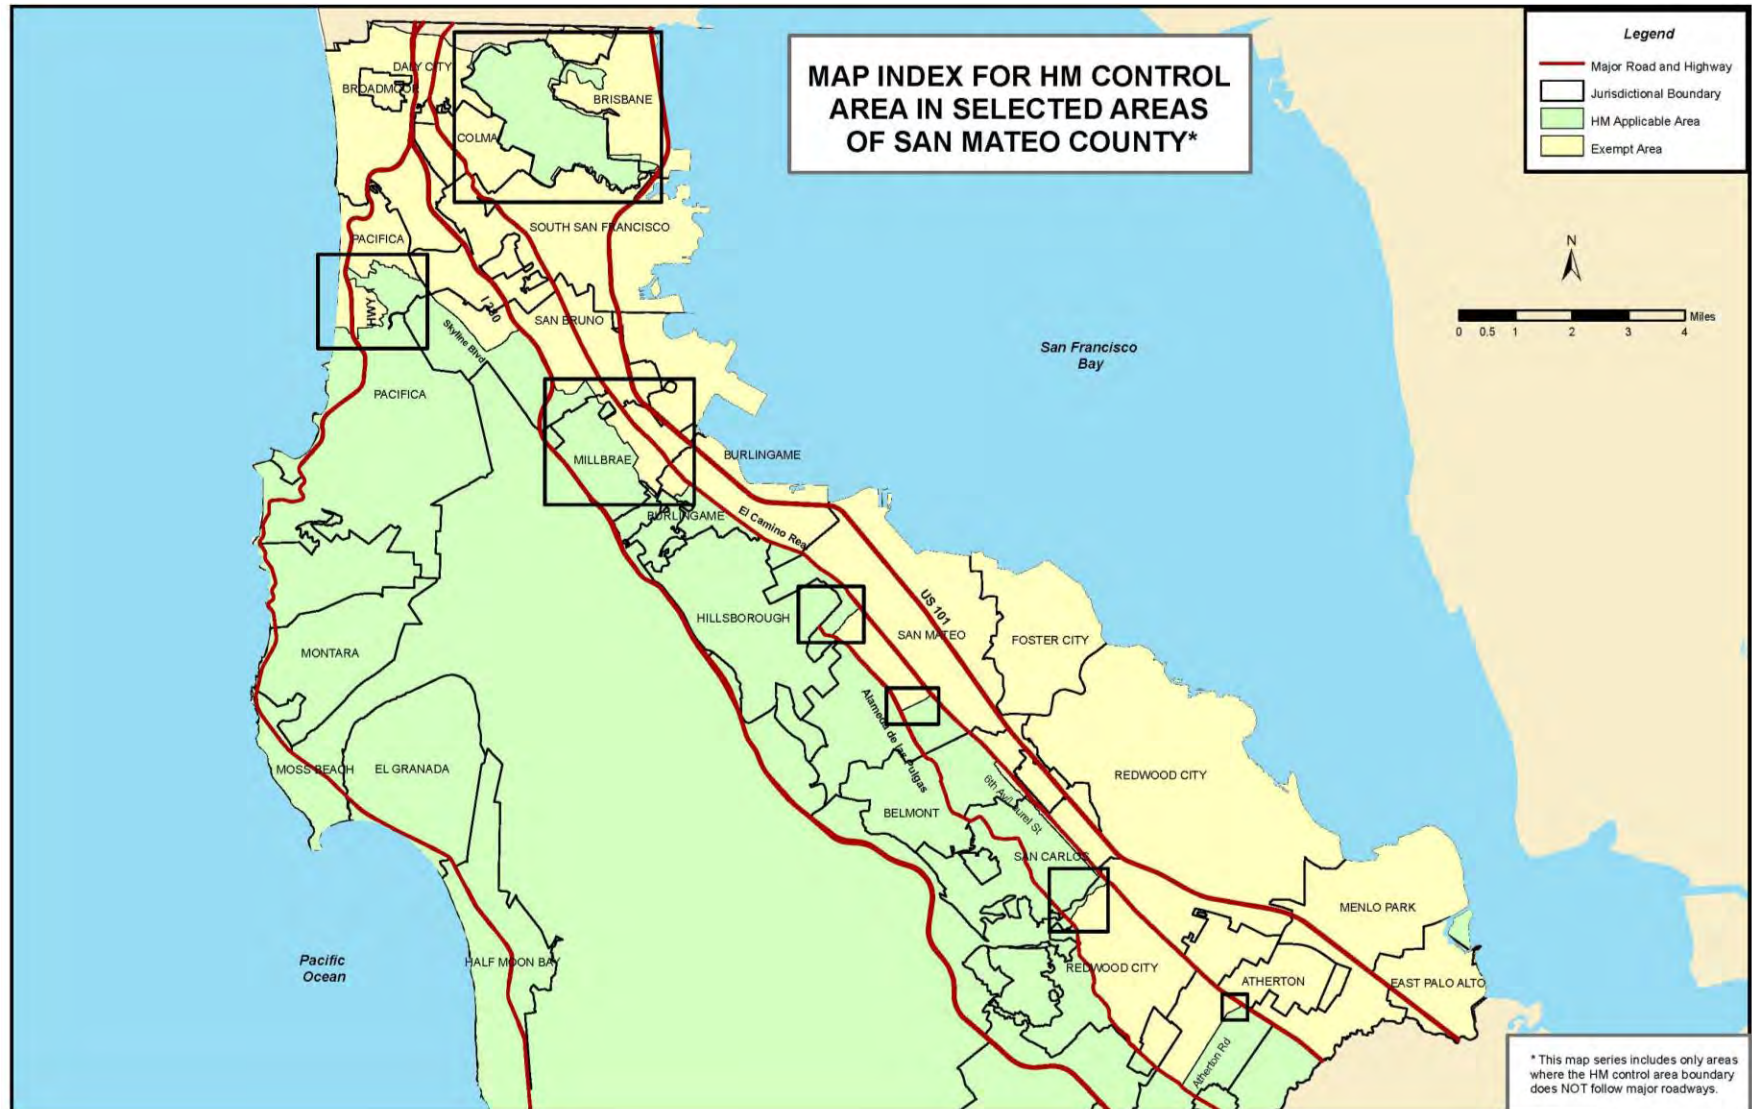 MAP INDEX FOR HM CONTROL
AREA IN SELECTED AREAS
OF SAN MATEO COUNTY*
Legend
Major Road and Highway
Jurisdictional Boundary
HM Applicable Area
Exempt Area
N
0 0.5 1 2 3 4 Miles
DALY CITY
BROADMOOR
BRISBANE
COLMA
SOUTH SAN FRANCISCO
PACIFICA
HWY
I 280
SAN BRUNO
Skyline Blvd
San Francisco
Bay
PACIFICA
BURLINGAME
MILLBRAE
BURLINGAME
El Camino Real
US 101
HILLSBOROUGH
SAN MATEO
FOSTER CITY
MONTARA
Alameda de las Pulgas
MOSS BEACH
EL GRANADA
REDWOOD CITY
6th Av/Laurel St
BELMONT
SAN CARLOS
MENLO PARK
Pacific
Ocean
HALF MOON BAY
REDWOOD CITY
ATHERTON
EAST PALO ALTO
Atherton Rd
* This map series includes only areas
where the HM control area boundary
does NOT follow major roadways.